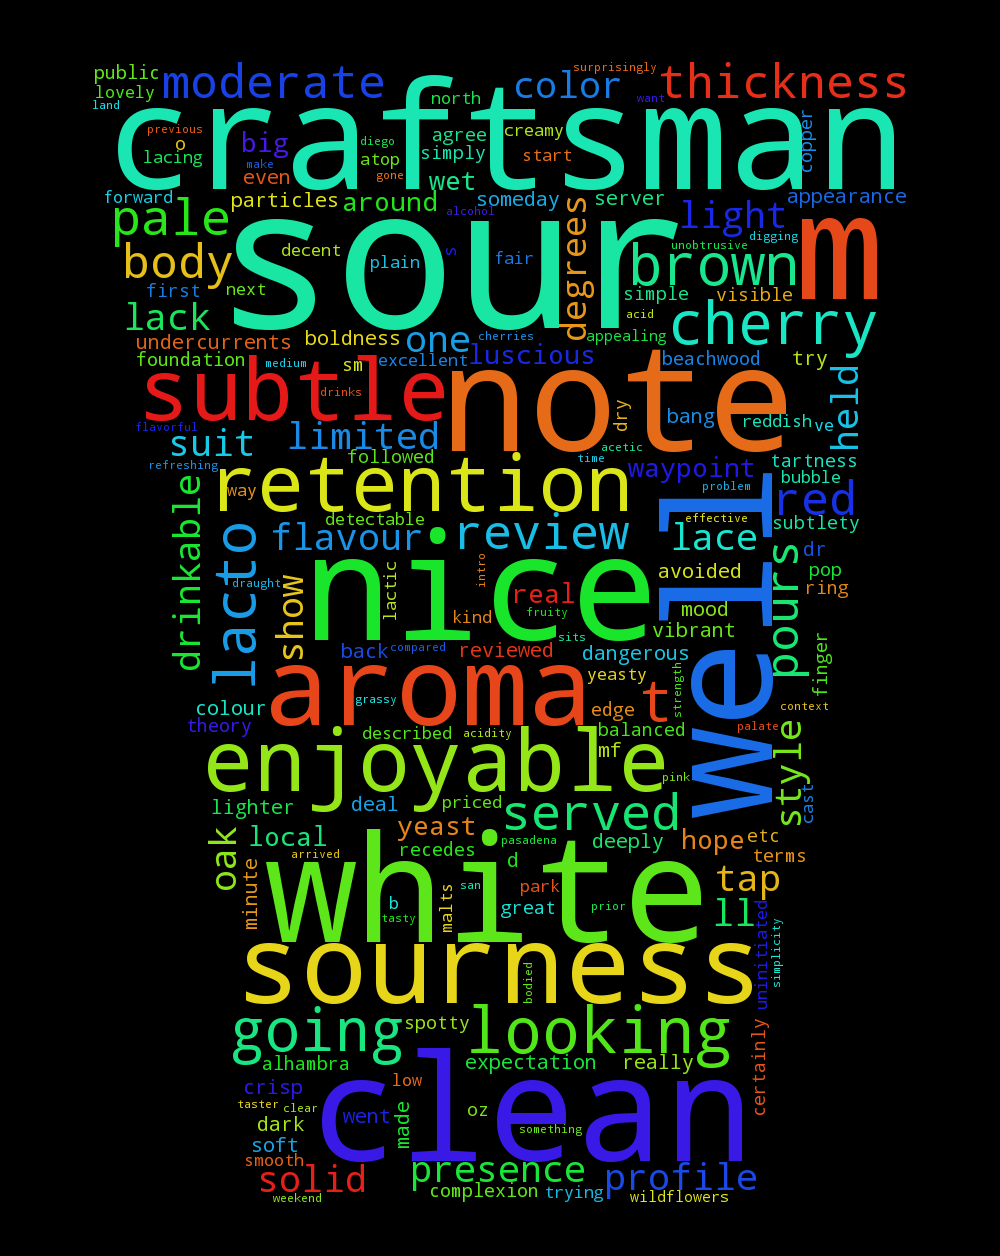 public moderate color surprisingly thickness
lovely north want
land craftsman
previous o big diego agree creamy copper
lacing make atop simply start
even gone wet
forward particles around someday server light appearance
pale alcohol degrees m
sour
body decent s unobtrusive digging
plain fair brown
first next simple visible
lack boldness one cherries acid cherry
undercurrents appealing
foundation medium sm excellent luscious beachwood try
subtle drinks note held
dry bang reddish ve
flavorful
suit limited acetic
refreshing followed time waypoint tartness
retention problem bubble
drinkable way well red
detectable effective subtlety
lacto flavour review lace
nice dr
draught show lactic intro real avoided pours pop
fruity mood ring
kind vibrant
back compared reviewed sits dangerous finger
aroma yeasty strength
colour grassy edge t context
theory described acidity balanced palate style
enjoyable mf
pink
lighter deal priced served cast
oak local yeast pasadena deeply hope etc
arrived recedes d terms
white
minute san park tap
b malts great prior ll
tasty uninitiated
sourness bodied simplicity
going spotty looking
alhambra expectation really certainly
crisp low clean
taster clear went made oz
dark something
soft
smooth presence profile
solid complexion trying wildflowers
weekend